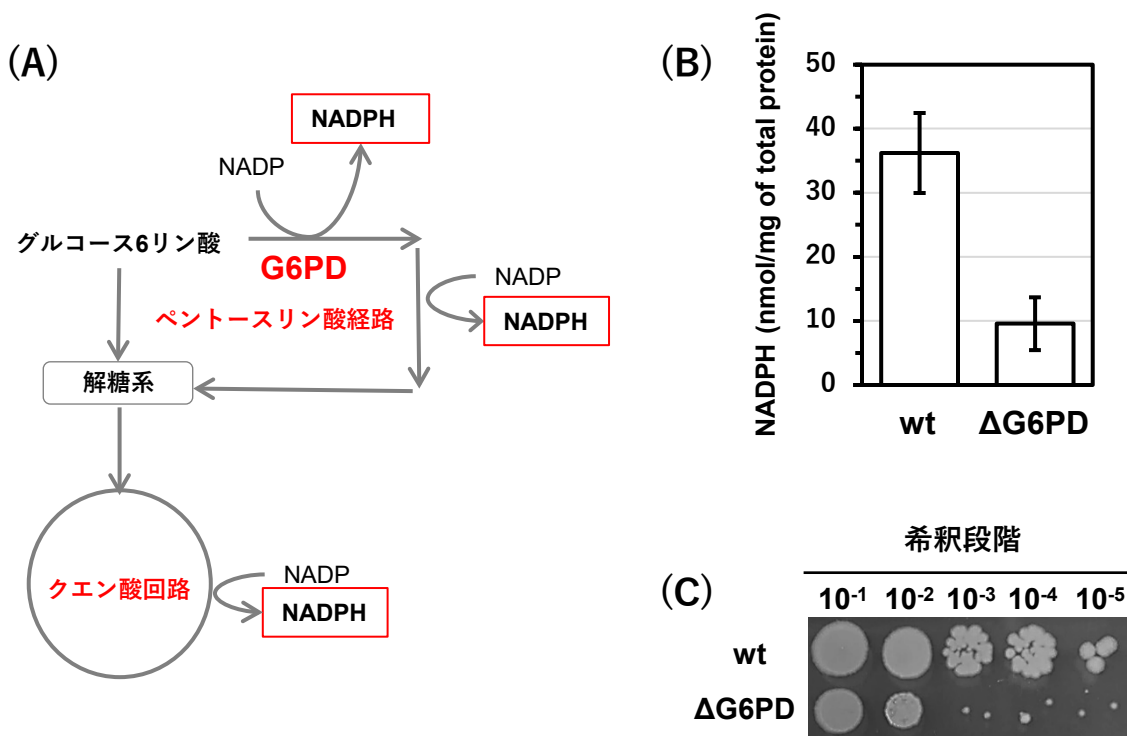 (A)
NADPH
NADP
グルコース6リン酸
G6PD
ペントースリン酸経路
NADP
NADPH
解糖系
クエン酸回路
NADP
NADPH
(B)
NADPH (nmol/mg of total protein)
50
40
30
20
10
0
wt ΔG6PD
(C)
希釈段階
10-1 10-2 10-3 10-4 10-5
wt
ΔG6PD